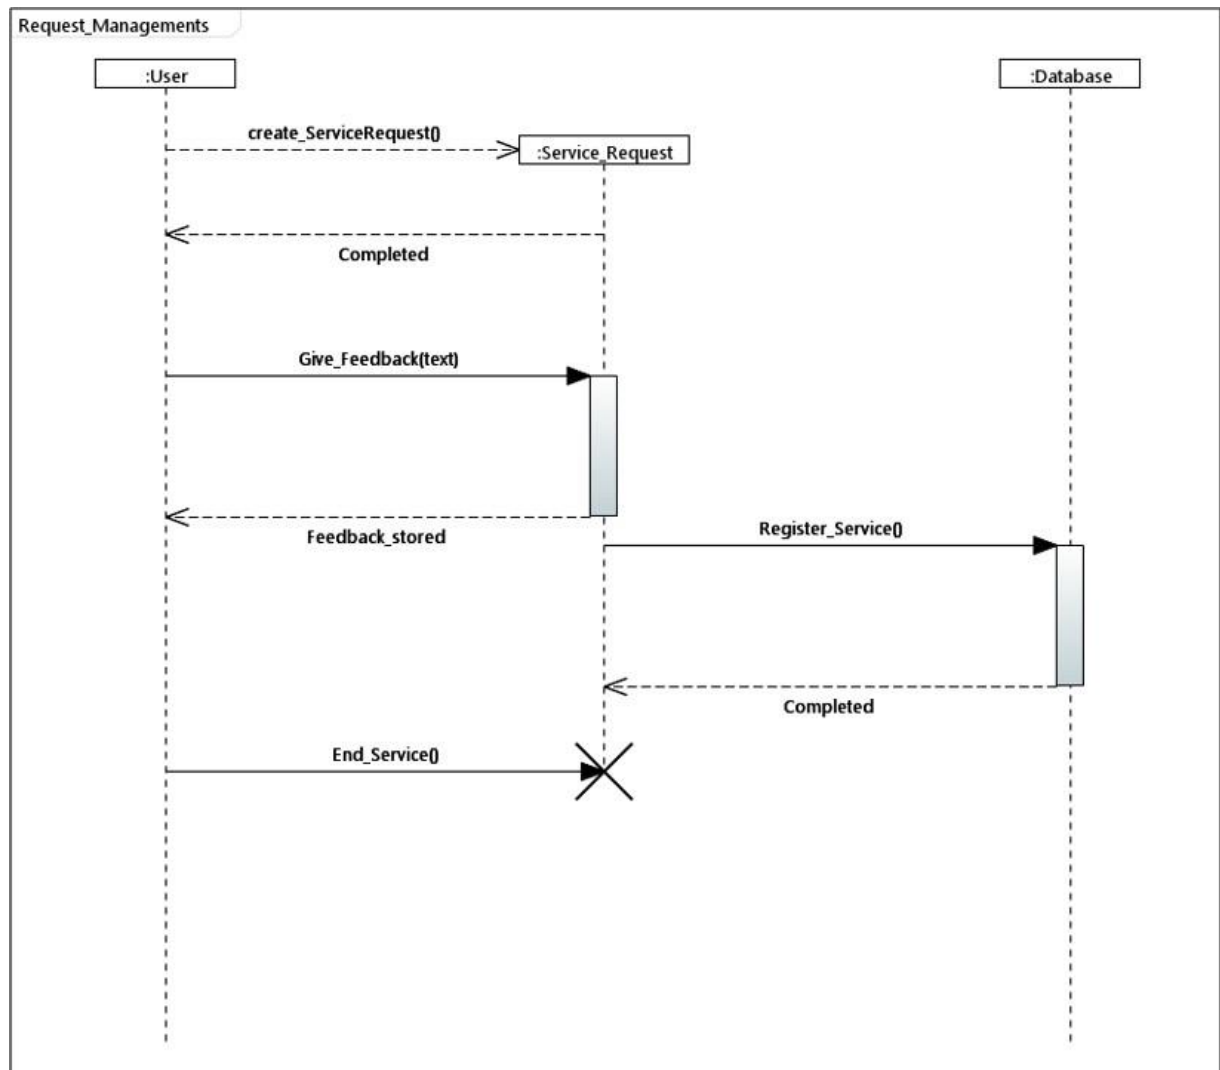 Request_Managements
:User
:Database
create_ServiceRequest()
:Service_Request
Completed
Give_Feedback(text)
Feedback_stored
Register_Service()
Completed
End_Service()